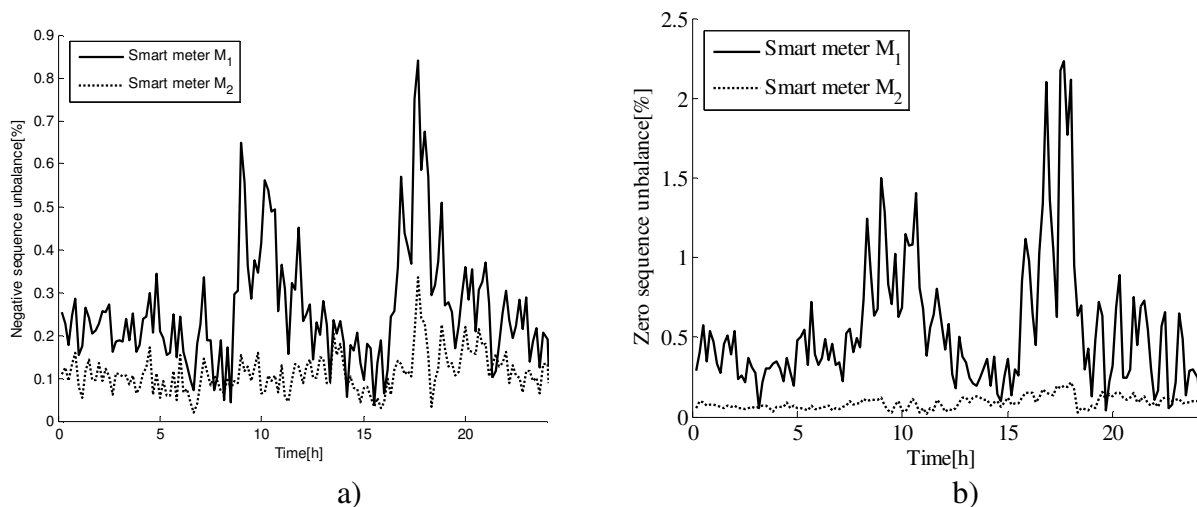 0.9
0.8
0.7
0.6
0.5
0.4
0.3
0.2
0.1
0
Negative sequence unbalance[%]
Smart meter M1
Smart meter M2
0 5 10 15 20
Time[h]
a)
2.5
2
1.5
1
0.5
0
Zero sequence unbalance[%]
Smart meter M1
Smart meter M2
0 5 10 15 20
Time[h]
b)